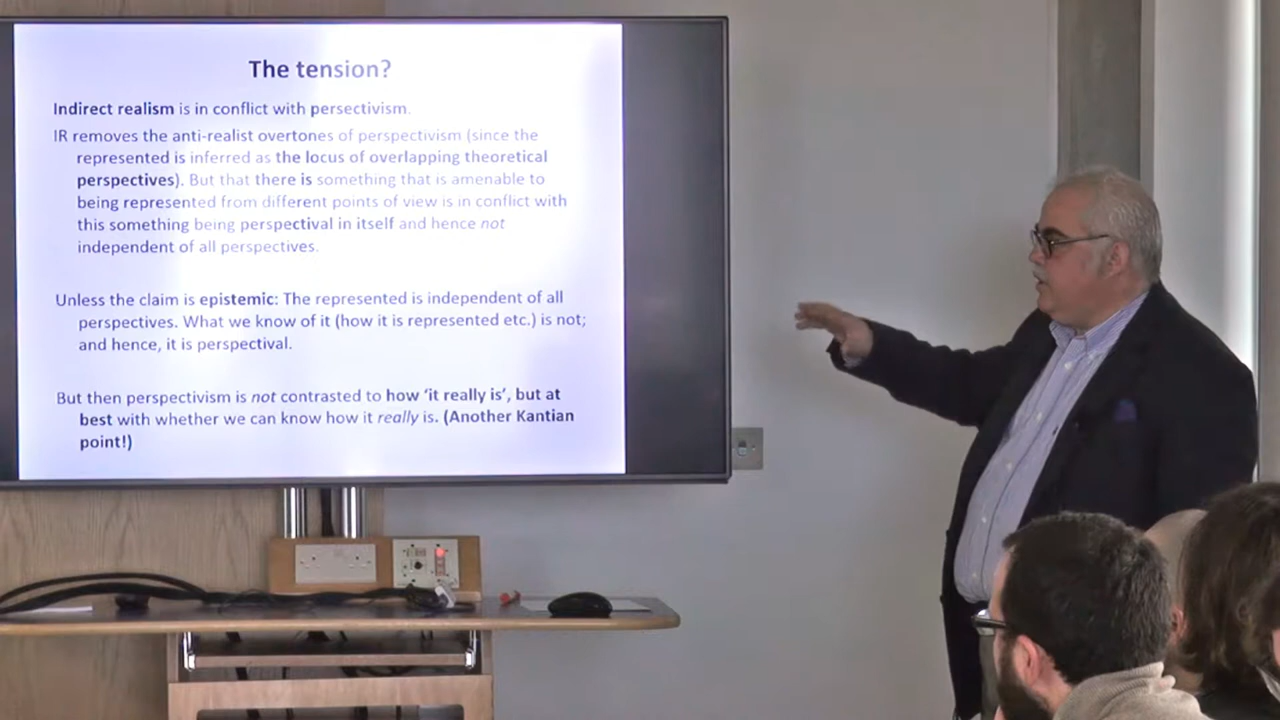 The tension?
Indirect realism is in conflict with persectivism.
IR removes the anti-realist overtones of perspectivism (since the
represented is inferred as the locus of overlapping theoretical
perspectives). But that there is something that is amenable to
being represented from different points of view is in conflict with
this something being perspectival in itself and hence not
independent of all perspectives.
Unless the claim is epistemic: The represented is independent of all
perspectives. What we know of it (how it is represented etc.) is not;
and hence, it is perspectival.
But then perspectivism is not contrasted to how ‘it really is’, but at
best with whether we can know how it really is. (Another Kantian
point!)